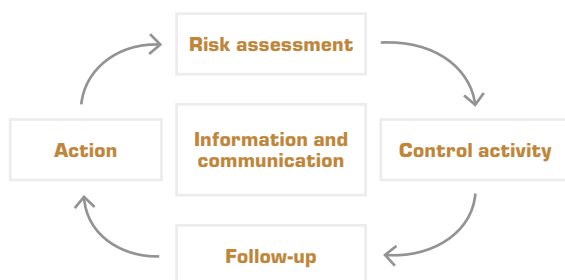 Risk assessment
Action
Information and
communication
Control activity
Follow-up